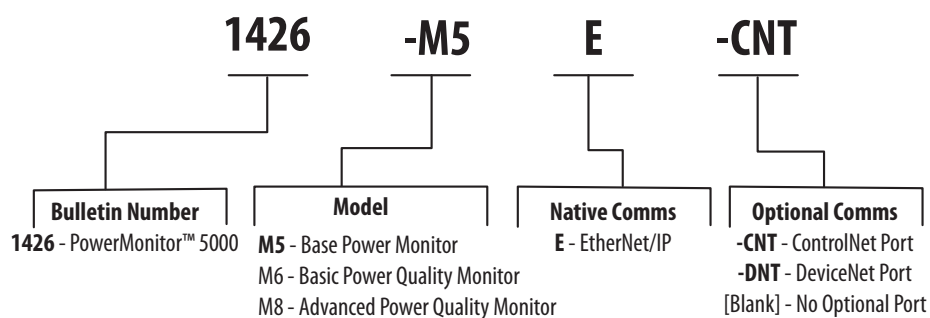 1426 -M5 E -CNT
Bulletin Number
1426 - PowerMonitor™ 5000
Model
M5 - Base Power Monitor
M6 - Basic Power Quality Monitor
M8 - Advanced Power Quality Monitor
Native Comms
E - EtherNet/IP
Optional Comms
-CNT - ControlNet Port
-DNT - DeviceNet Port
[Blank] - No Optional Port